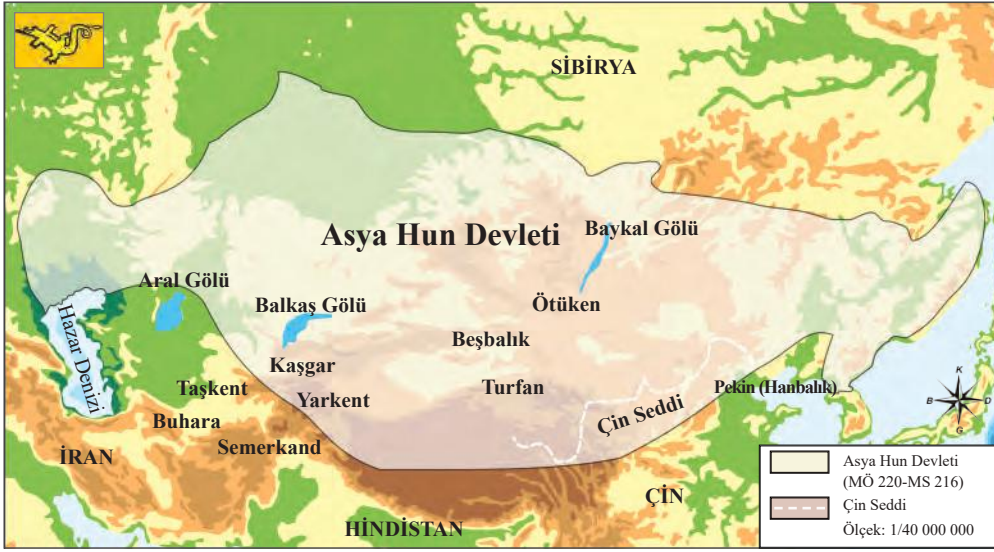 SİBİRYA
Asya Hun Devleti
Baykal Gölü
Aral Gölü
Balkaş Gölü
Ötüken
Hazar Denizi
Beşbalık
Kaşgar
Taşkent
Yarkent
Turfan
Pekin (Hanbalık)
Buhara
Çin Seddi
Semerkand
İRAN
ÇİN
HİNDİSTAN
K
B
D
G
Asya Hun Devleti
(MÖ 220-MS 216)
Çin Seddi
Ölçek: 1/40 000 000